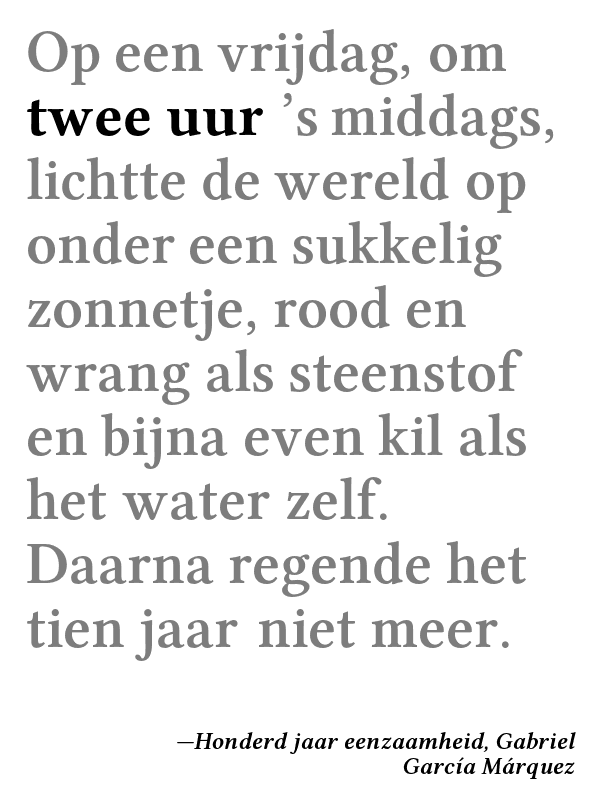 Op een vrijdag, om
twee uur ’s middags,
lichtte de wereld op
onder een sukkelig
zonnetje, rood en
wrang als steenstof
en bijna even kil als
het water zelf.
Daarna regende het
tien jaar niet meer.
—Honderd jaar eenzaamheid, Gabriel
García Márquez